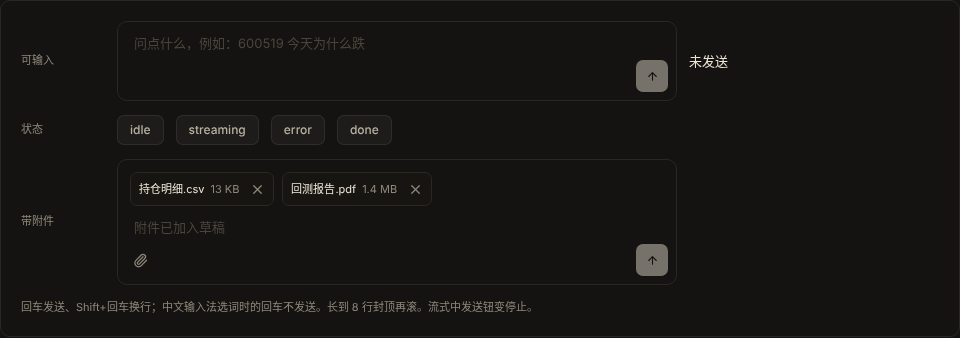 可输入
问点什么，例如：600519 今天为什么跌
未发送
状态
idle
streaming
error
done
带附件
持仓明细.csv 13 KB
回测报告.pdf 1.4 MB
附件已加入草稿
回车发送、Shift+回车换行；中文输入法选词时的回车不发送。长到 8 行封顶再滚。流式中发送钮变停止。